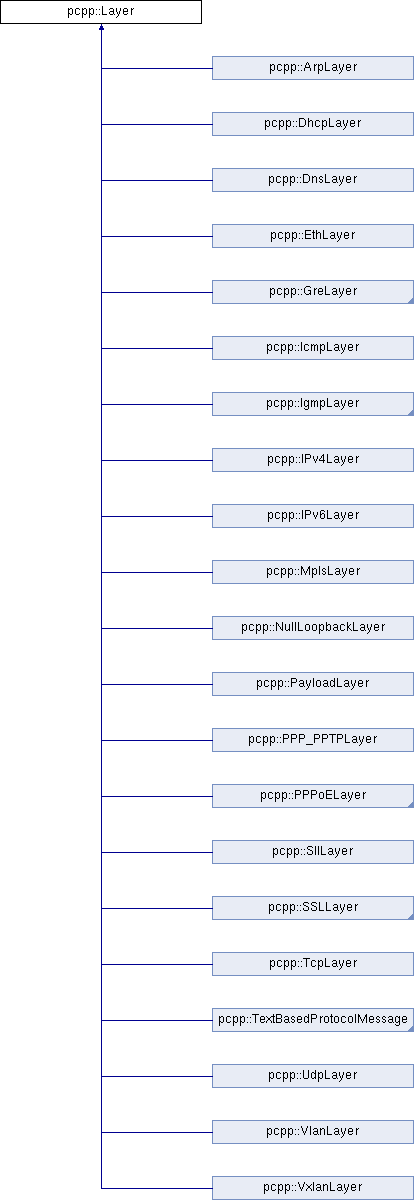 pcpp::Layer
pcpp::ArpLayer
pcpp::DhcpLayer
pcpp::DnsLayer
pcpp::EthLayer
pcpp::GreLayer
pcpp::IcmpLayer
pcpp::IgmpLayer
pcpp::IPv4Layer
pcpp::IPv6Layer
pcpp::MplsLayer
pcpp::NullLoopbackLayer
pcpp::PayloadLayer
pcpp::PPP_PPTPLayer
pcpp::PPPoELayer
pcpp::SllLayer
pcpp::SSLLayer
pcpp::TcpLayer
pcpp::TextBasedProtocolMessage
pcpp::UdpLayer
pcpp::VlanLayer
pcpp::VxlanLayer